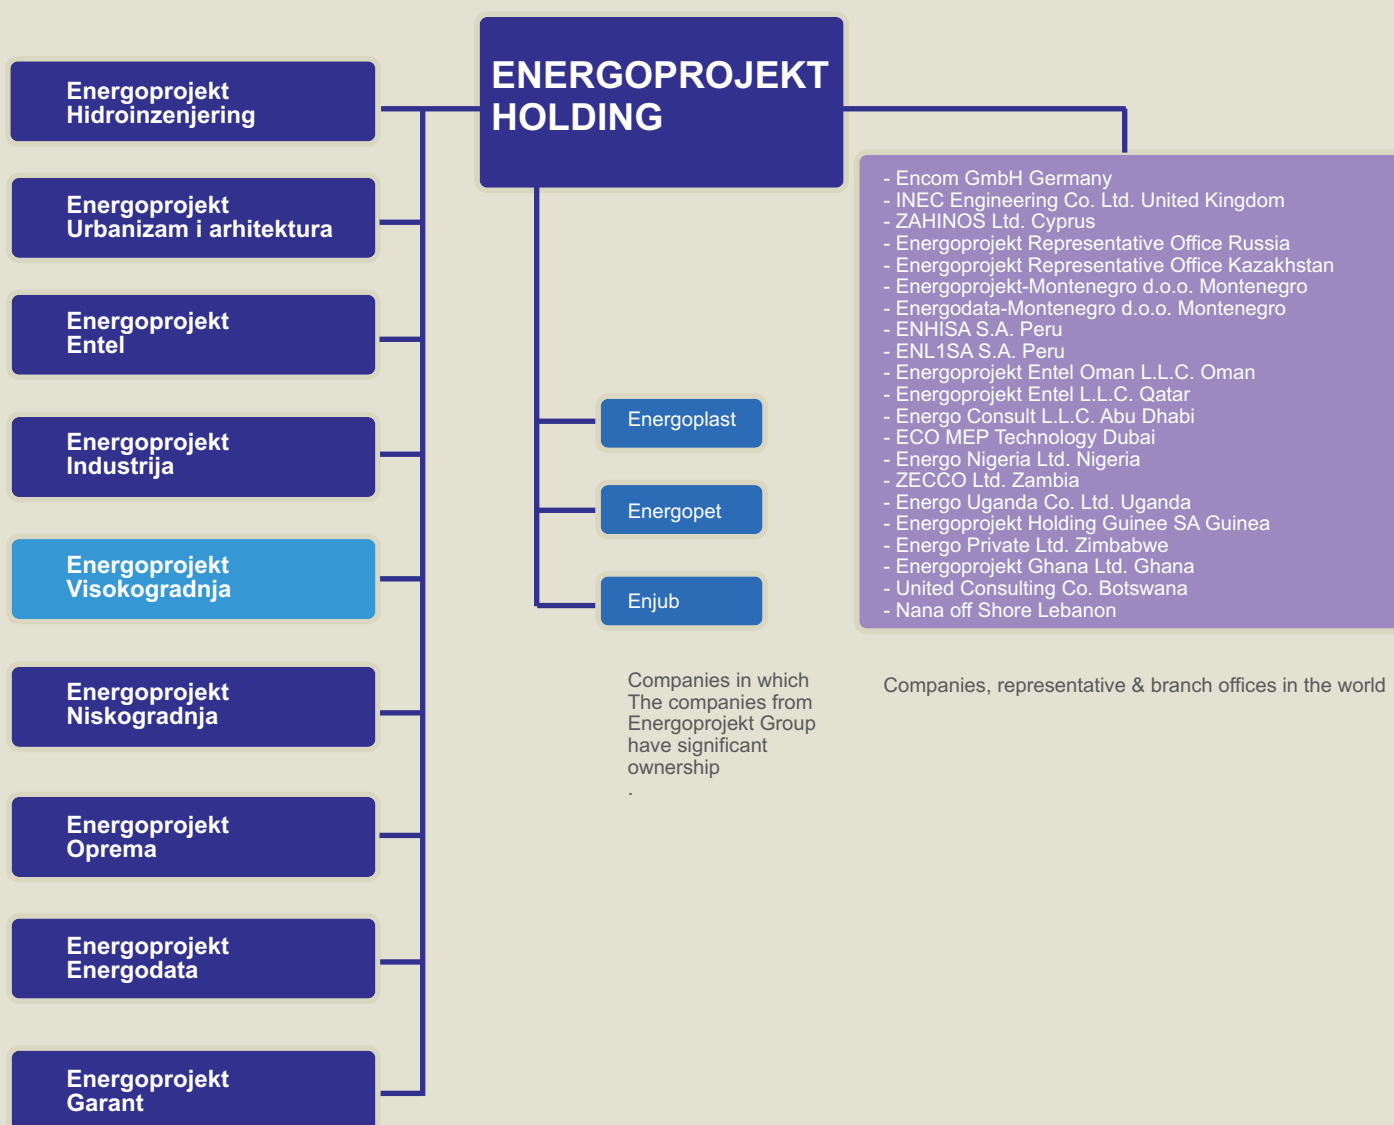 ENERGOPROJEKT
HOLDING
Energoprojekt
Hidroinzenjering
Energoprojekt
Urbanizam i arhitektura
Energoprojekt
Entel
Energoprojekt
Industrija
Energoprojekt
Visokogradnja
Energoprojekt
Niskogradnja
Energoprojekt
Oprema
Energoprojekt
Energodata
Energoprojekt
Garant
Energoplast
Energopet
Enjub
Companies in which
The companies from
Energoprojekt Group
have significant
ownership
.
- Encom GmbH Germany
- INEC Engineering Co. Ltd. United Kingdom
- ZAHINOS Ltd. Cyprus
- Energoprojekt Representative Office Russia
- Energoprojekt Representative Office Kazakhstan
- Energoprojekt-Montenegro d.o.o. Montenegro
- Energodata-Montenegro d.o.o. Montenegro
- ENHISA S.A. Peru
- ENL1SA S.A. Peru
- Energoprojekt Entel Oman L.L.C. Oman
- Energoprojekt Entel L.L.C. Qatar
- Energo Consult L.L.C. Abu Dhabi
- ECO MEP Technology Dubai
- Energo Nigeria Ltd. Nigeria
- ZECCO Ltd. Zambia
- Energo Uganda Co. Ltd. Uganda
- Energoprojekt Holding Guinee SA Guinea
- Energo Private Ltd. Zimbabwe
- Energoprojekt Ghana Ltd. Ghana
- United Consulting Co. Botswana
- Nana off Shore Lebanon
Companies, representative & branch offices in the world